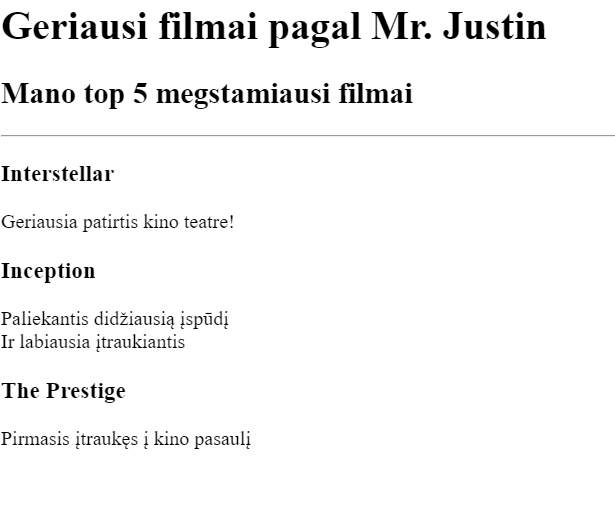 Geriausi filmai pagal Mr. Justin
Mano top 5 megstamiausi filmai
Interstellar
Geriausia patirtis kino teatre!
Inception
Paliekantis didžiausią įspūdį
Ir labiausia įtraukiantis
The Prestige
Pirmasis įtraukęs į kino pasaulį